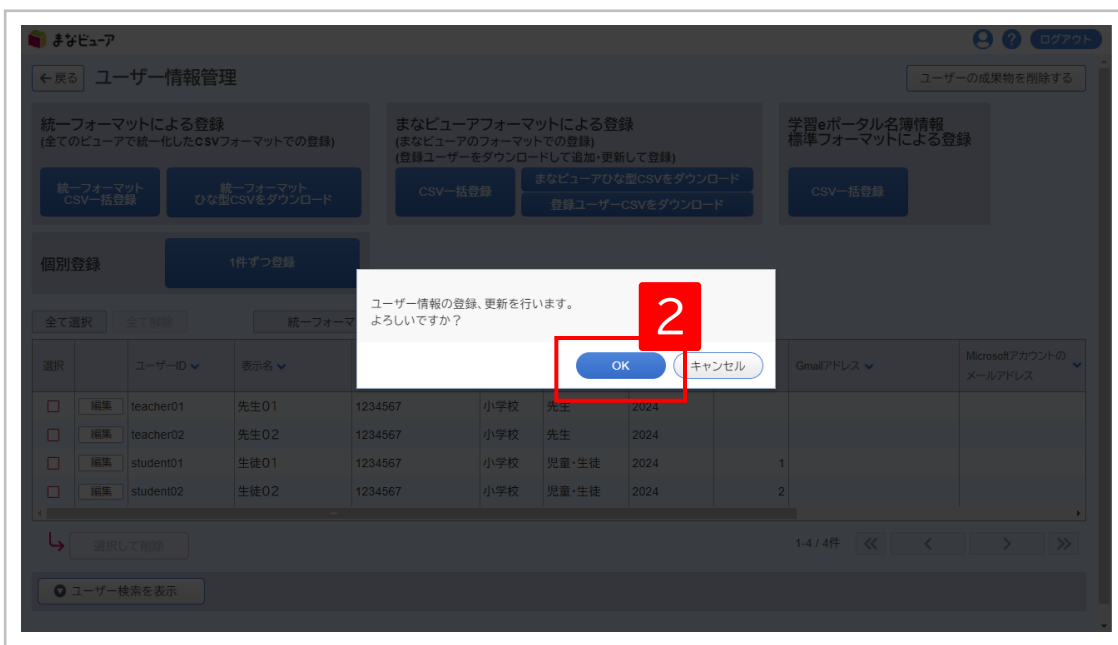 まなビューア
? ログアウト
←戻る ユーザー情報管理 ユーザーの成果物を削除する
統一フォーマットによる登録
(全てのビューアで統一化したCSVフォーマットでの登録)
統一フォーマット
CSV一括登録
統一フォーマット
ひな型CSVをダウンロード
まなビューアフォーマットによる登録
(まなビューアのフォーマットでの登録)
(登録ユーザーをダウンロードして追加・更新して登録)
CSV一括登録
まなビューアひな型CSVをダウンロード
登録ユーザーCSVをダウンロード
学習eポータル名簿情報
標準フォーマットによる登録
CSV一括登録
個別登録 1件ずつ登録
ユーザー情報の登録、更新を行います。
よろしいですか？
2
OK キャンセル
全て選択 全て解除 統一フォーマ
選択 ユーザーID 表示名 Gmailアドレス Microsoftアカウントの
メールアドレス
編集 teacher01 先生01 1234567 小学校 先生 2024
編集 teacher02 先生02 1234567 小学校 先生 2024
編集 student01 生徒01 1234567 小学校 児童・生徒 2024 1
編集 student02 生徒02 1234567 小学校 児童・生徒 2024 2
選択して削除 1-4 / 4件
ユーザー検索を表示